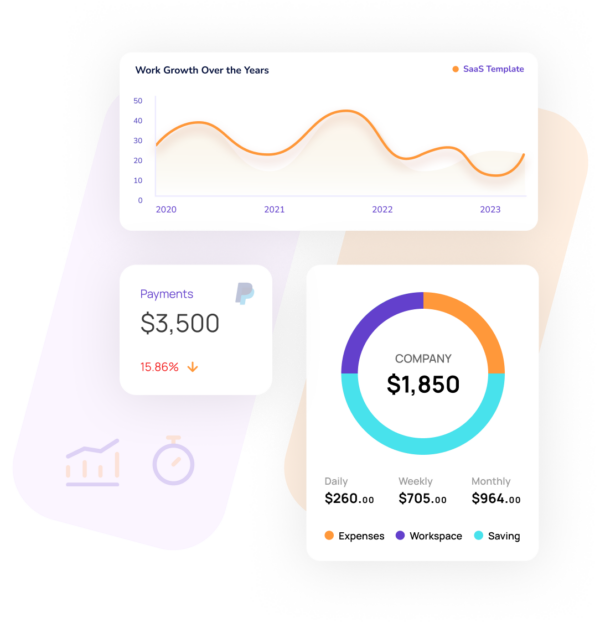 Work Growth Over the Years
SaaS Template
50
40
30
20
10
0
2020 2021 2022 2023
Payments
$3,500
15.86%
COMPANY
$1,850
Daily Weekly Monthly
$260.00 $705.00 $964.00
Expenses Workspace Saving